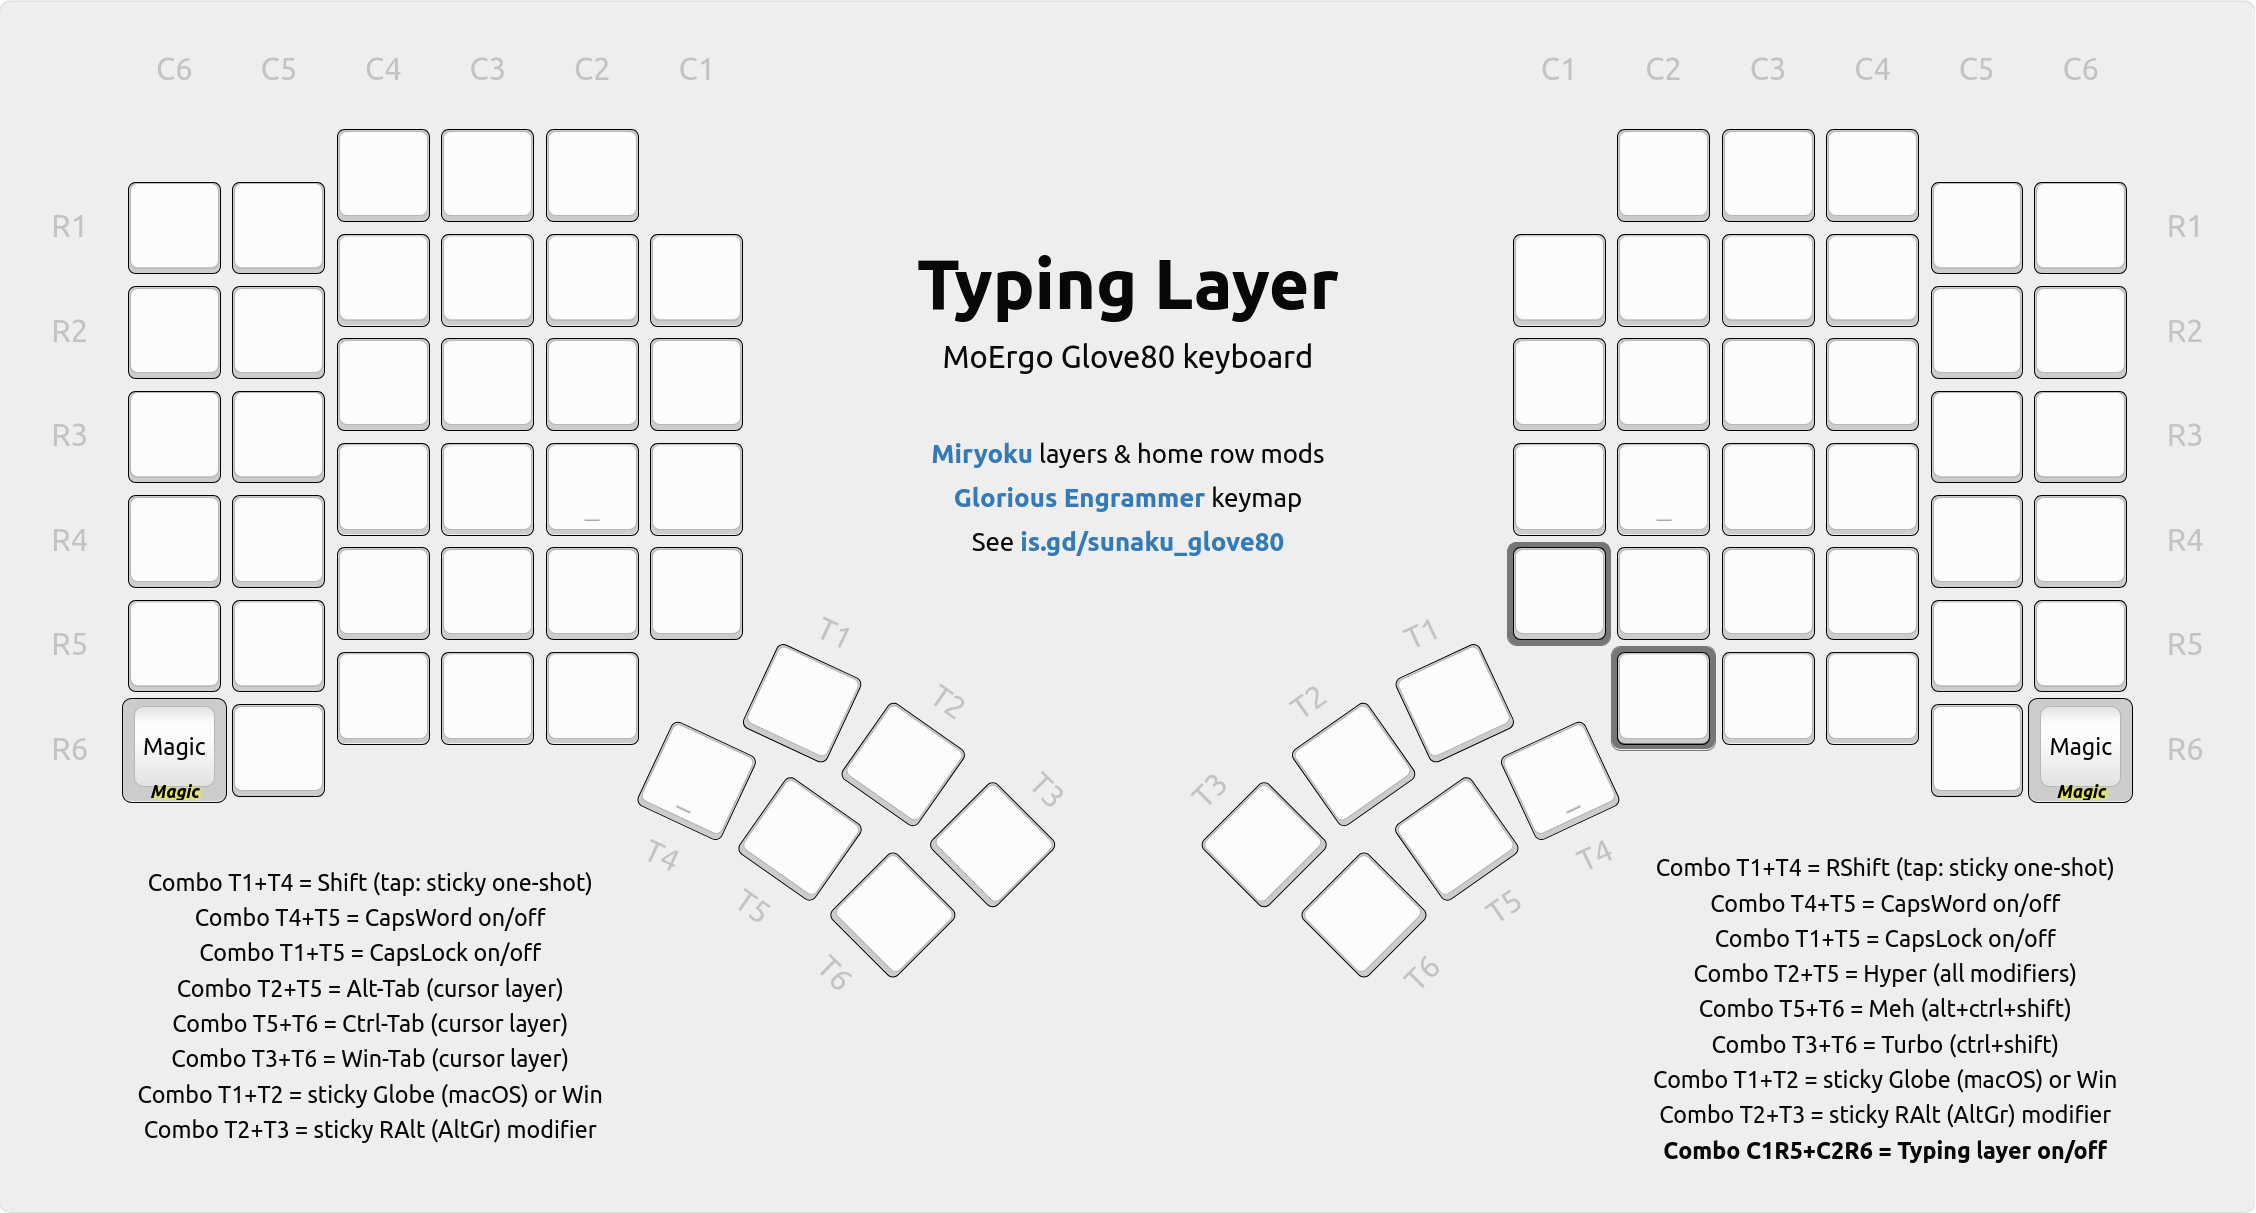 C6 C5 C4 C3 C2 C1
C1 C2 C3 C4 C5 C6
R1
R1
R2
R2
R3
R3
R4
R4
R5
R5
R6
R6
Typing Layer
MoErgo Glove80 keyboard
Miryoku layers & home row mods
Glorious Engrammer keymap
See is.gd/sunaku_glove80
_
_
Magic
Magic
T1
T2
T3
_
T4
T5
T6
T1
T2
T3
_
T4
T5
T6
Magic
Magic
Combo T1+T4 = Shift (tap: sticky one-shot)
Combo T4+T5 = CapsWord on/off
Combo T1+T5 = CapsLock on/off
Combo T2+T5 = Alt-Tab (cursor layer)
Combo T5+T6 = Ctrl-Tab (cursor layer)
Combo T3+T6 = Win-Tab (cursor layer)
Combo T1+T2 = sticky Globe (macOS) or Win
Combo T2+T3 = sticky RAlt (AltGr) modifier
Combo T1+T4 = RShift (tap: sticky one-shot)
Combo T4+T5 = CapsWord on/off
Combo T1+T5 = CapsLock on/off
Combo T2+T5 = Hyper (all modifiers)
Combo T5+T6 = Meh (alt+ctrl+shift)
Combo T3+T6 = Turbo (ctrl+shift)
Combo T1+T2 = sticky Globe (macOS) or Win
Combo T2+T3 = sticky RAlt (AltGr) modifier
Combo C1R5+C2R6 = Typing layer on/off